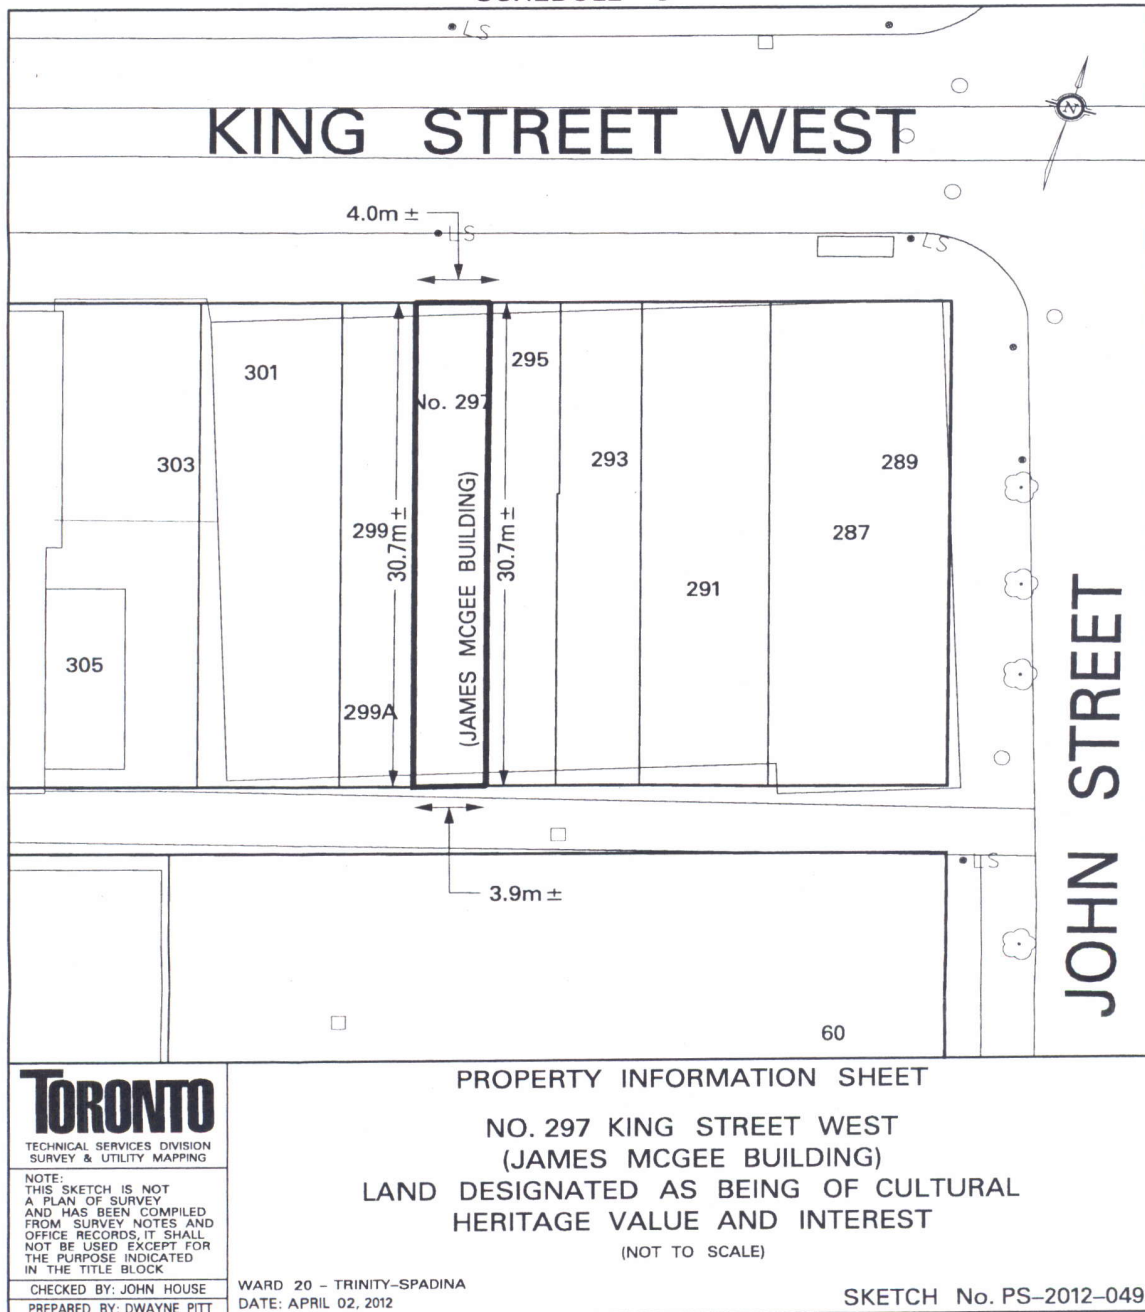 LS
KING STREET WEST
4.0m ±
LS
LS
301
No. 297
295
303
293
289
299
30.7m ±
(JAMES MCGEE BUILDING)
30.7m ±
287
291
305
299A
JOHN STREET
LS
3.9m ±
60
N
TORONTO
TECHNICAL SERVICES DIVISION
SURVEY & UTILITY MAPPING
NOTE:
THIS SKETCH IS NOT
A PLAN OF SURVEY
AND HAS BEEN COMPILED
FROM SURVEY NOTES AND
OFFICE RECORDS, IT SHALL
NOT BE USED EXCEPT FOR
THE PURPOSE INDICATED
IN THE TITLE BLOCK
CHECKED BY: JOHN HOUSE
PREPARED BY: DWAYNE PITT
PROPERTY INFORMATION SHEET
NO. 297 KING STREET WEST
(JAMES MCGEE BUILDING)
LAND DESIGNATED AS BEING OF CULTURAL
HERITAGE VALUE AND INTEREST
(NOT TO SCALE)
WARD 20 - TRINITY-SPADINA
DATE: APRIL 02, 2012
SKETCH No. PS-2012-049